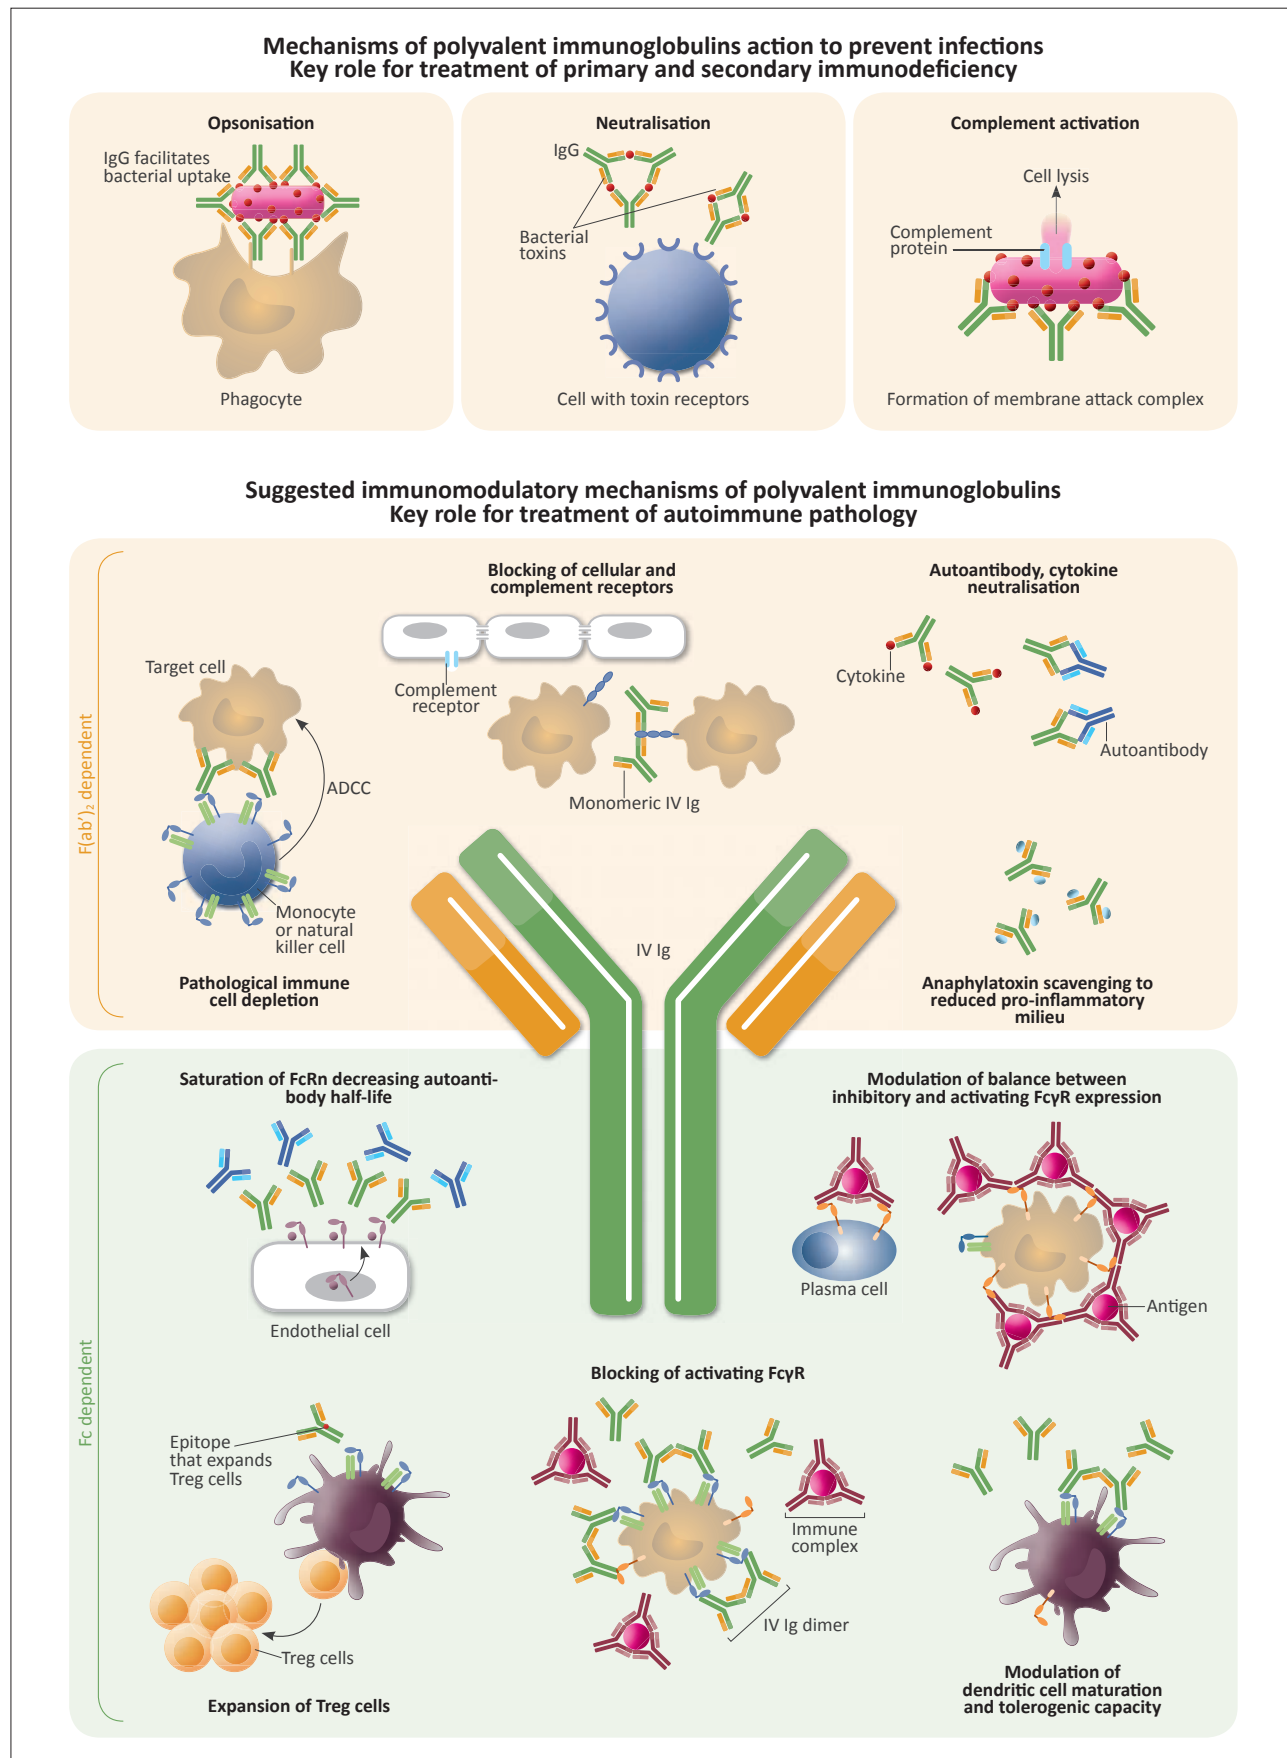 Mechanisms of polyvalent immunoglobulins action to prevent infections
Key role for treatment of primary and secondary immunodeficiency
Opsonisation
IgG facilitates
bacterial uptake
Phagocyte
Neutralisation
IgG
Bacterial
toxins
Cell with toxin receptors
Complement activation
Cell lysis
Complement
protein
Formation of membrane attack complex
Suggested immunomodulatory mechanisms of polyvalent immunoglobulins
Key role for treatment of autoimmune pathology
F(ab')₂ dependent
Target cell
ADCC
Monocyte
or natural
killer cell
Pathological immune
cell depletion
Blocking of cellular and
complement receptors
Complement
receptor
Monomeric IV Ig
IV Ig
Autoantibody, cytokine
neutralisation
Cytokine
Autoantibody
Anaphylatoxin scavenging to
reduced pro-inflammatory
milieu
Fc dependent
Saturation of FcRn decreasing autoanti-
body half-life
Endothelial cell
Modulation of balance between
inhibitory and activating FcγR expression
Plasma cell
Antigen
Epitope
that expands
Treg cells
Treg cells
Expansion of Treg cells
Blocking of activating FcγR
Immune
complex
IV Ig dimer
Modulation of
dendritic cell maturation
and tolerogenic capacity